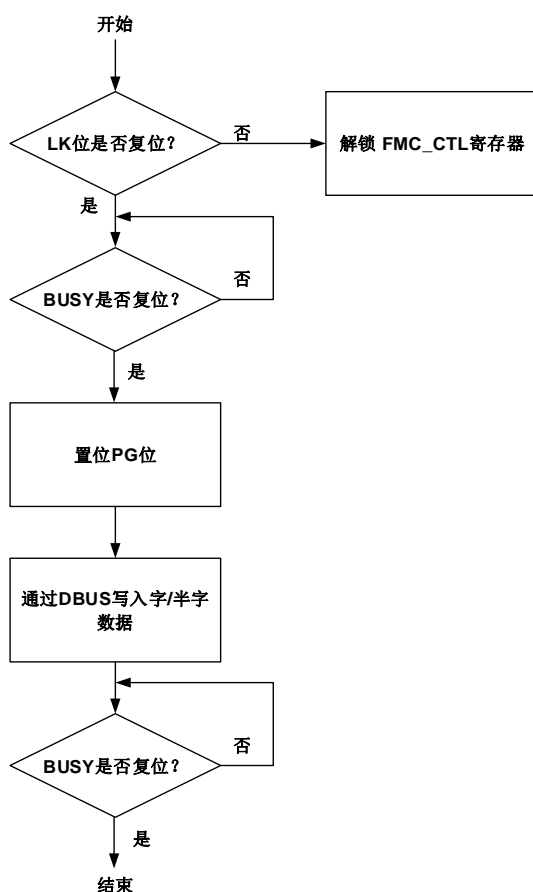 开始
LK位是否复位？
否
解锁 FMC_CTL寄存器
是
BUSY是否复位？
否
是
置位PG位
通过DBUS写入字/半字
数据
BUSY是否复位？
否
是
结束